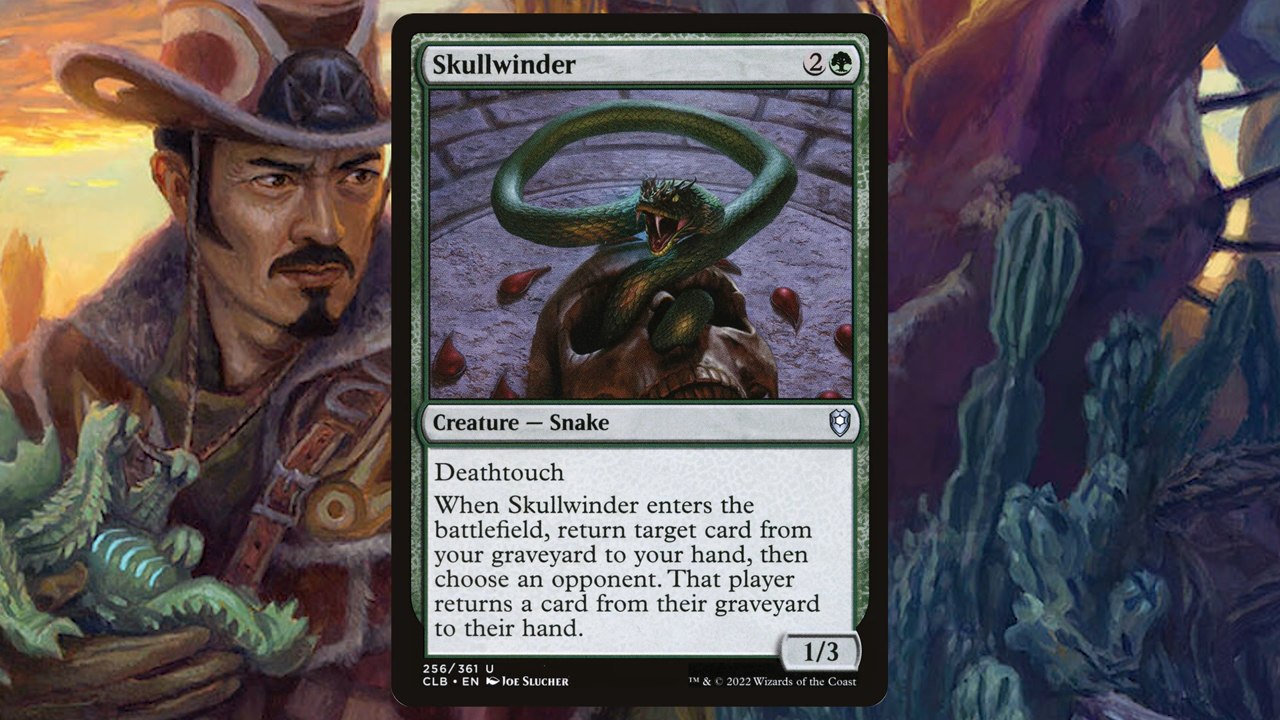 Skullwinder 2
Creature — Snake
Deathtouch
When Skullwinder enters the
battlefield, return target card from
your graveyard to your hand, then
choose an opponent. That player
returns a card from their graveyard
to their hand.
1/3
256/361 U
CLB • EN Joe Slucher ™ & © 2022 Wizards of the Coast